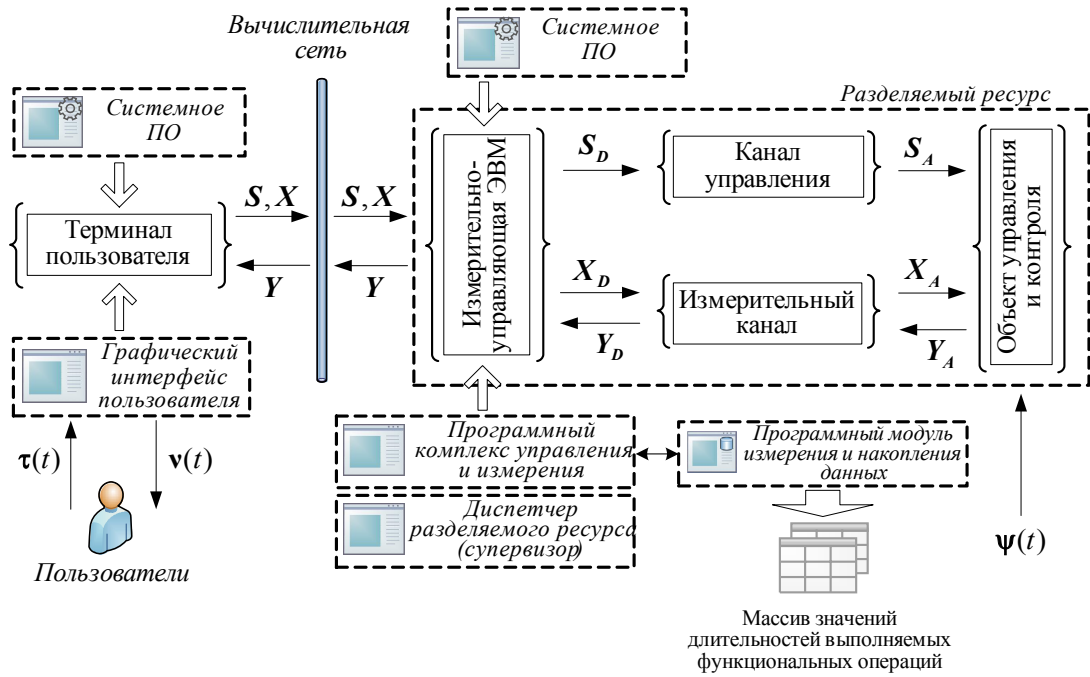 Вычислительная
сеть
Системное
ПО
Системное
ПО
Разделяемый ресурс
Терминал
пользователя
S, X
Y
S, X
Y
Измерительно-
управляющая ЭВМ
S_D
Канал
управления
S_A
X_D
Y_D
Измерительный
канал
X_A
Y_A
Объект управления
и контроля
Графический
интерфейс
пользователя
τ(t)
ν(t)
Пользователи
Программный
комплекс управления
и измерения
Диспетчер
разделяемого ресурса
(супервизор)
Программный модуль
измерения и накопления
данных
ψ(t)
Массив значений
длительностей выполняемых
функциональных операций